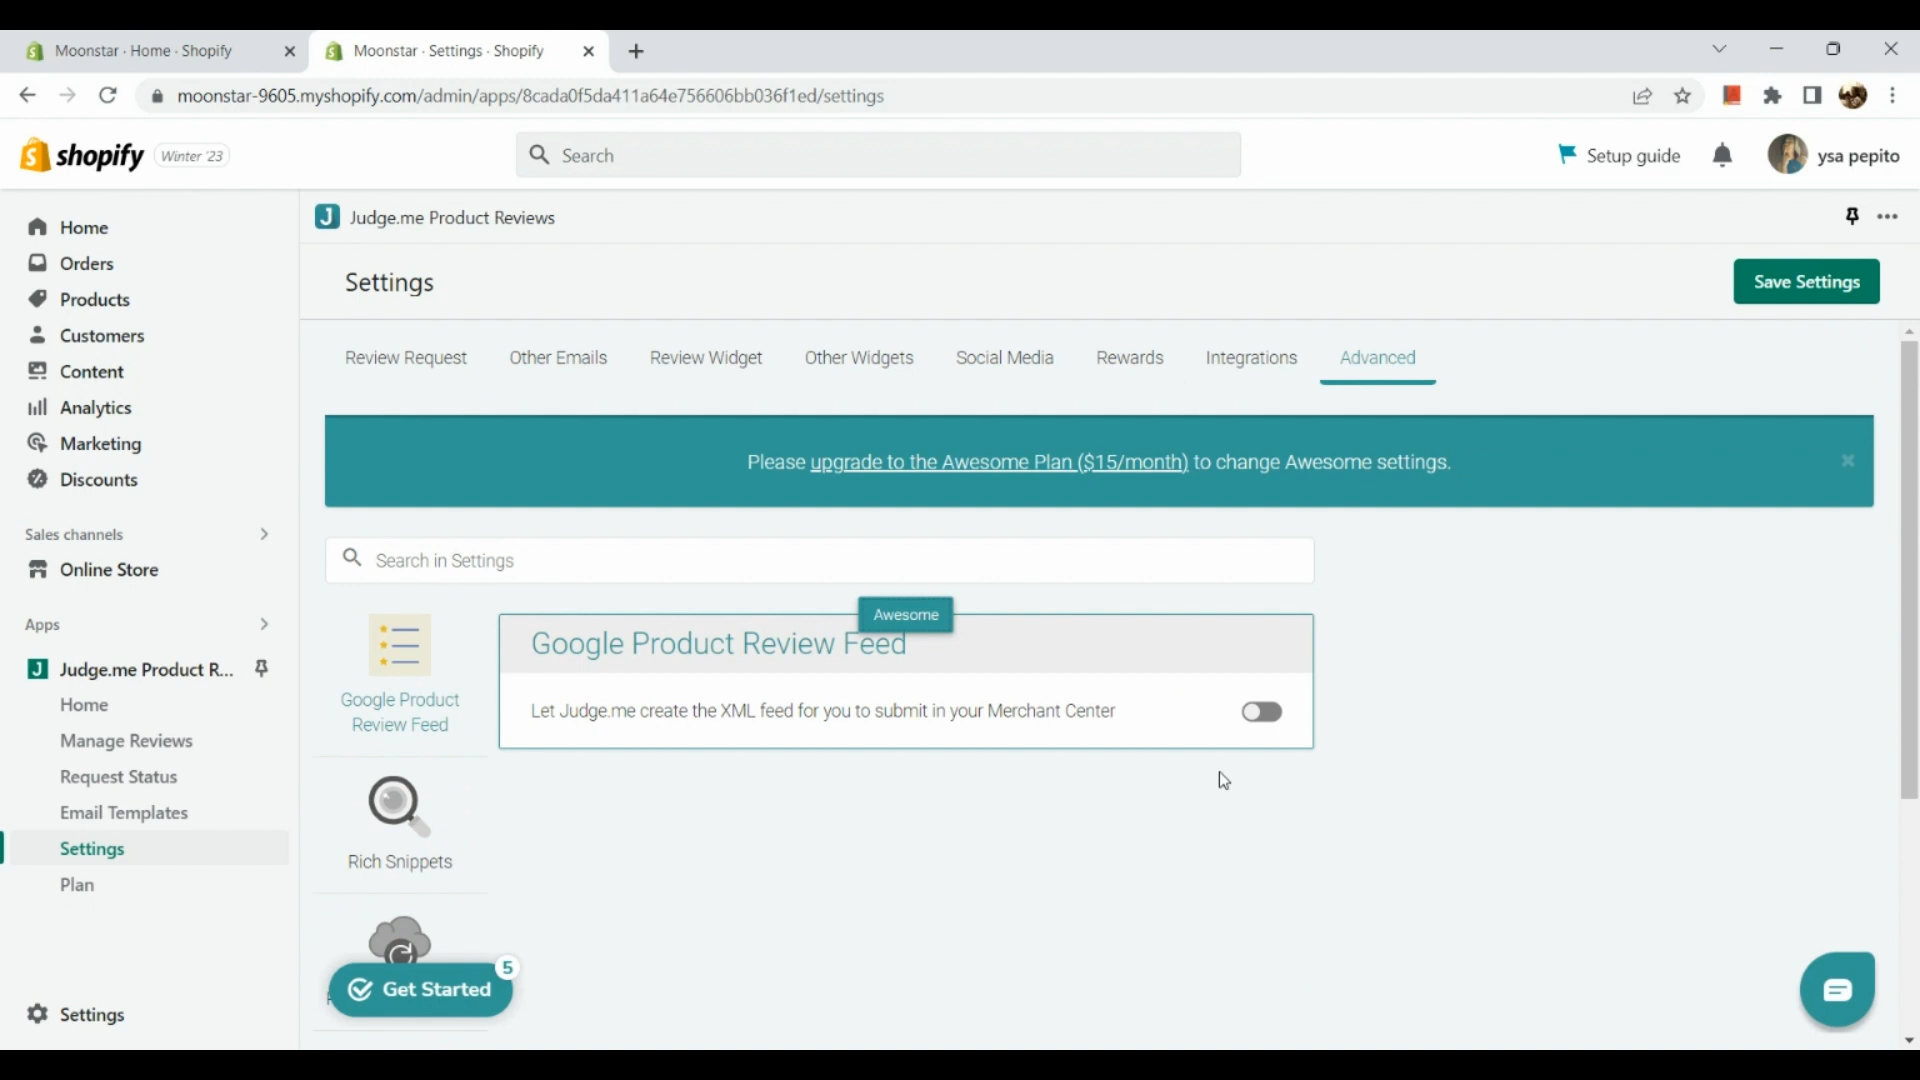 Moonstar · Home · Shopify
Moonstar · Settings · Shopify
moonstar-9605.myshopify.com/admin/apps/8cada0f5da411a64e756606bb036f1ed/settings
shopify
Winter '23
Search
Setup guide
ysa pepito
Home
Orders
Products
Customers
Content
Analytics
Marketing
Discounts
Sales channels
Online Store
Apps
J
Judge.me Product R...
Home
Manage Reviews
Request Status
Email Templates
Settings
Plan
Settings
J
Judge.me Product Reviews
Settings
Save Settings
Review Request
Other Emails
Review Widget
Other Widgets
Social Media
Rewards
Integrations
Advanced
Please upgrade to the Awesome Plan ($15/month) to change Awesome settings.
Search in Settings
Google Product
Review Feed
Rich Snippets
Awesome
Google Product Review Feed
Let Judge.me create the XML feed for you to submit in your Merchant Center
Get Started
5